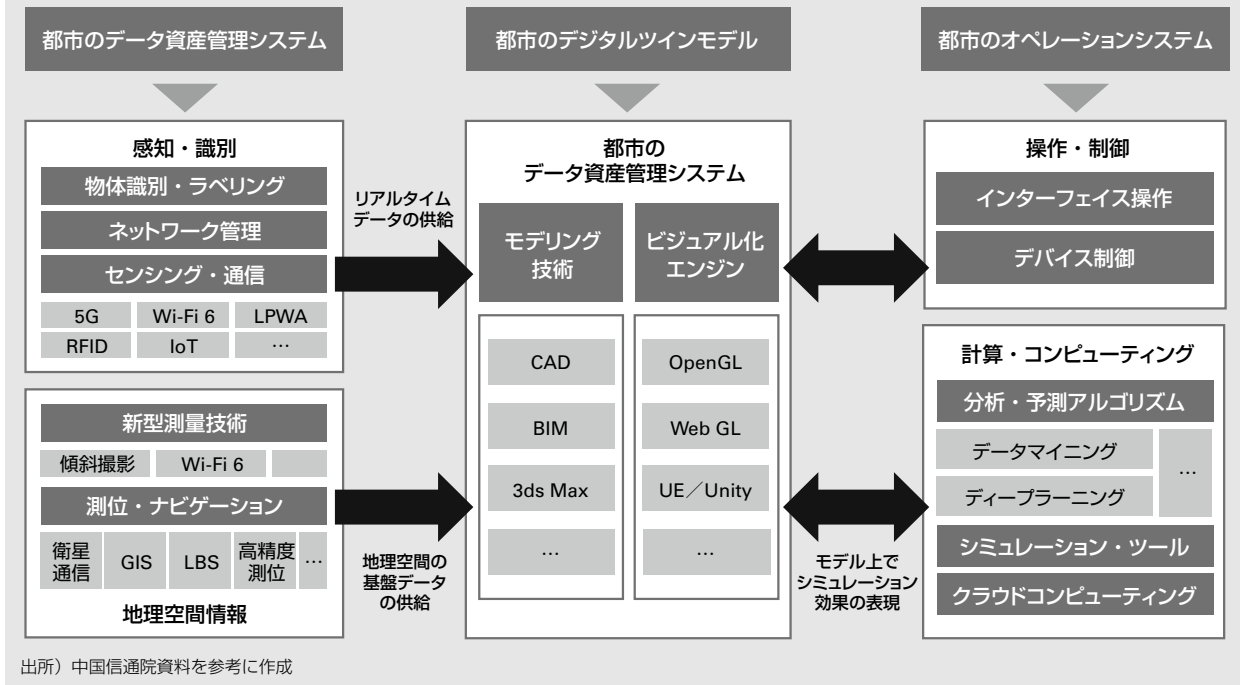 都市のデータ資産管理システム
都市のデジタルツインモデル
都市のオペレーションシステム
感知・識別
物体識別・ラベリング
ネットワーク管理
センシング・通信
5G
Wi-Fi 6
LPWA
RFID
IoT
…
新型測量技術
傾斜撮影
Wi-Fi 6
測位・ナビゲーション
衛星
通信
GIS
LBS
高精度
測位
…
地理空間情報
リアルタイム
データの供給
地理空間の
基盤データ
の供給
都市の
データ資産管理システム
モデリング
技術
CAD
BIM
3ds Max
…
ビジュアル化
エンジン
OpenGL
Web GL
UE／Unity
…
モデル上で
シミュレーション
効果の表現
操作・制御
インターフェイス操作
デバイス制御
計算・コンピューティング
分析・予測アルゴリズム
データマイニング
ディープラーニング
…
シミュレーション・ツール
クラウドコンピューティング
出所）中国信通院資料を参考に作成